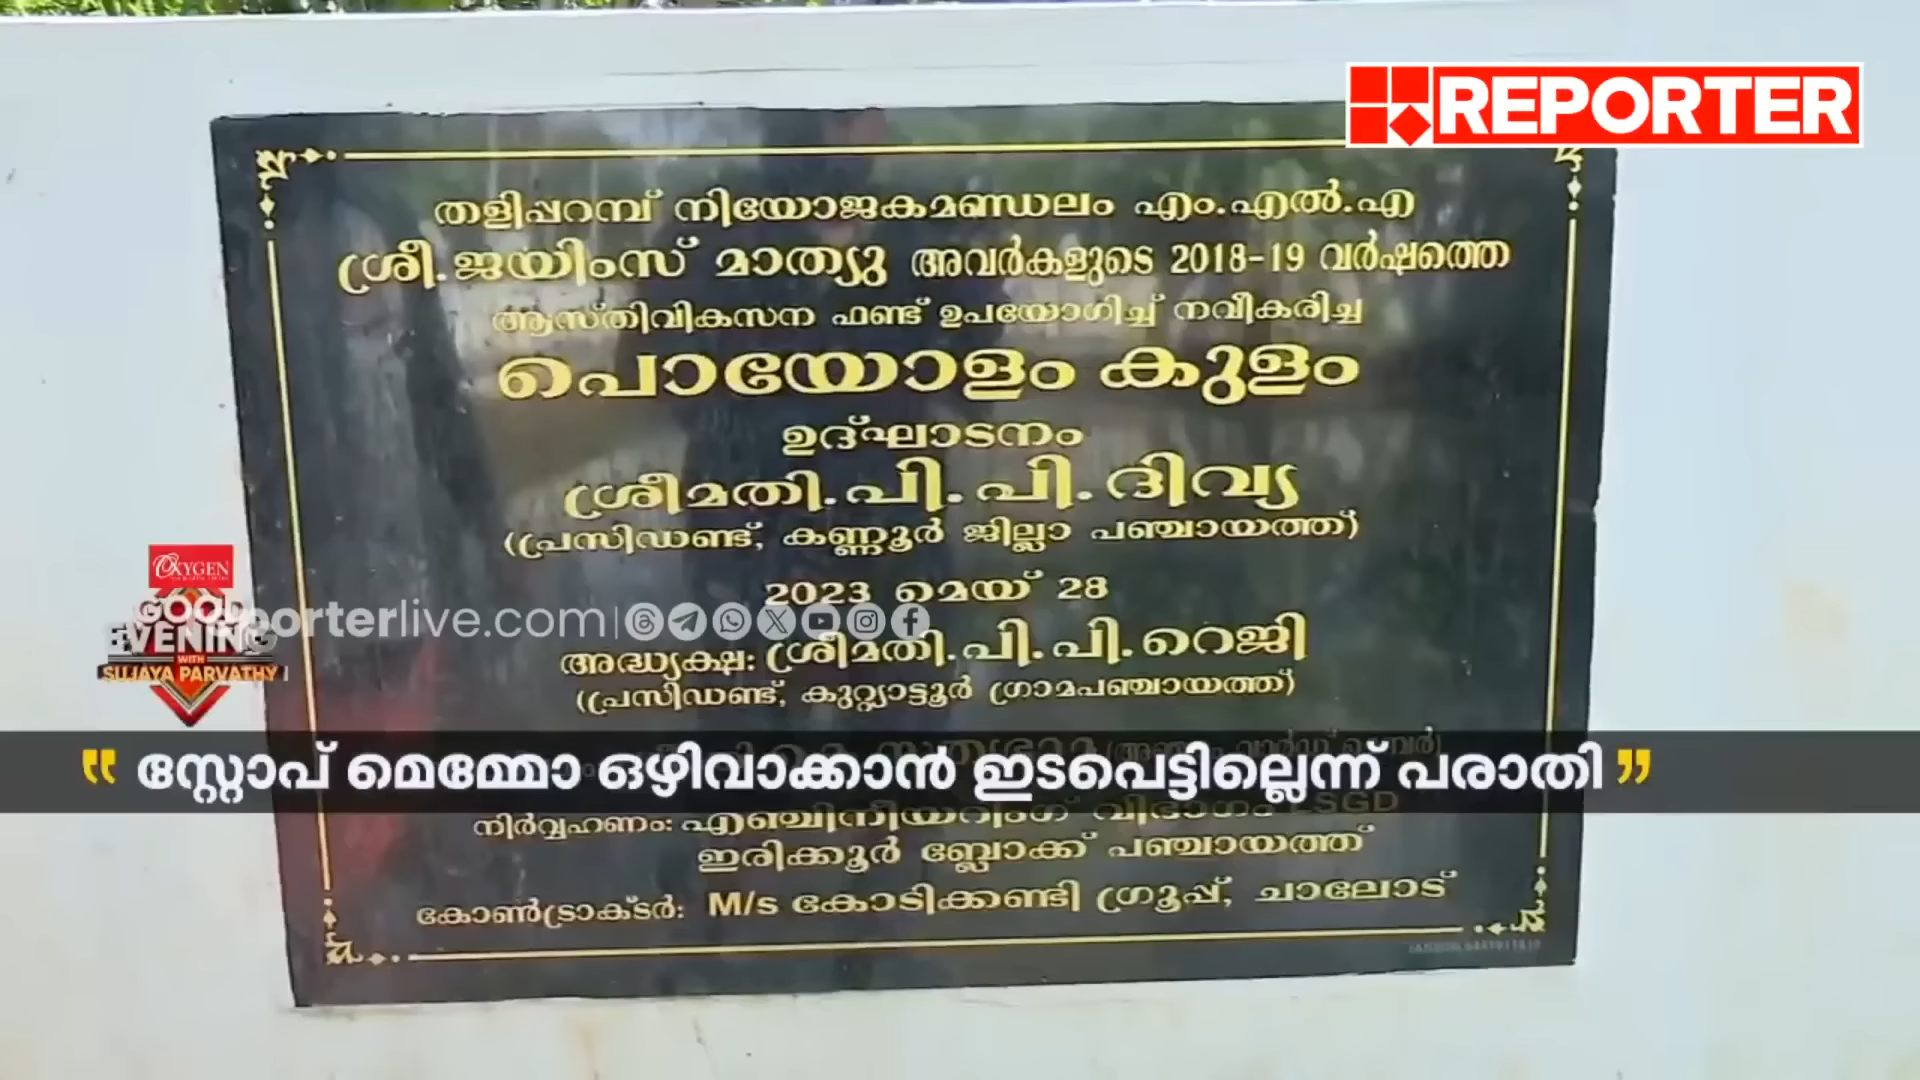 REPORTER
തളിപ്പറമ്പ് നിയോജകമണ്ഡലം എം.എൽ.എ
ശ്രീ.ജയിംസ് മാത്യു അവർകളുടെ 2018-19 വർഷത്തെ
ആസ്തിവികസന ഫണ്ട് ഉപയോഗിച്ച് നവീകരിച്ച
പൊയോളം കുളം
ഉദ്ഘാടനം
ശ്രീമതി.പി.പി.ദിവ്യ
(പ്രസിഡണ്ട്, കണ്ണൂർ ജില്ലാ പഞ്ചായത്ത്)
2023 മെയ് 28
OXYGEN
GOOD
EVENING
WITH
SUJAYA PARVATHY
reporterlive.com
അദ്ധ്യക്ഷ: ശ്രീമതി.പി.പി.റെജി
(പ്രസിഡണ്ട്, കുറ്റ്യാട്ടൂർ ഗ്രാമപഞ്ചായത്ത്)
" സ്റ്റോപ് മെമ്മോ ഒഴിവാക്കാൻ ഇടപെട്ടില്ലെന്ന് പരാതി "
നിർവ്വഹണം: എഞ്ചിനീയറിംഗ് വിഭാഗം LSGD
ഇരിക്കൂർ ബ്ലോക്ക് പഞ്ചായത്ത്
കോൺട്രാക്ടർ: M/s കോടിക്കണ്ടി ഗ്രൂപ്പ്, ചാലോട്